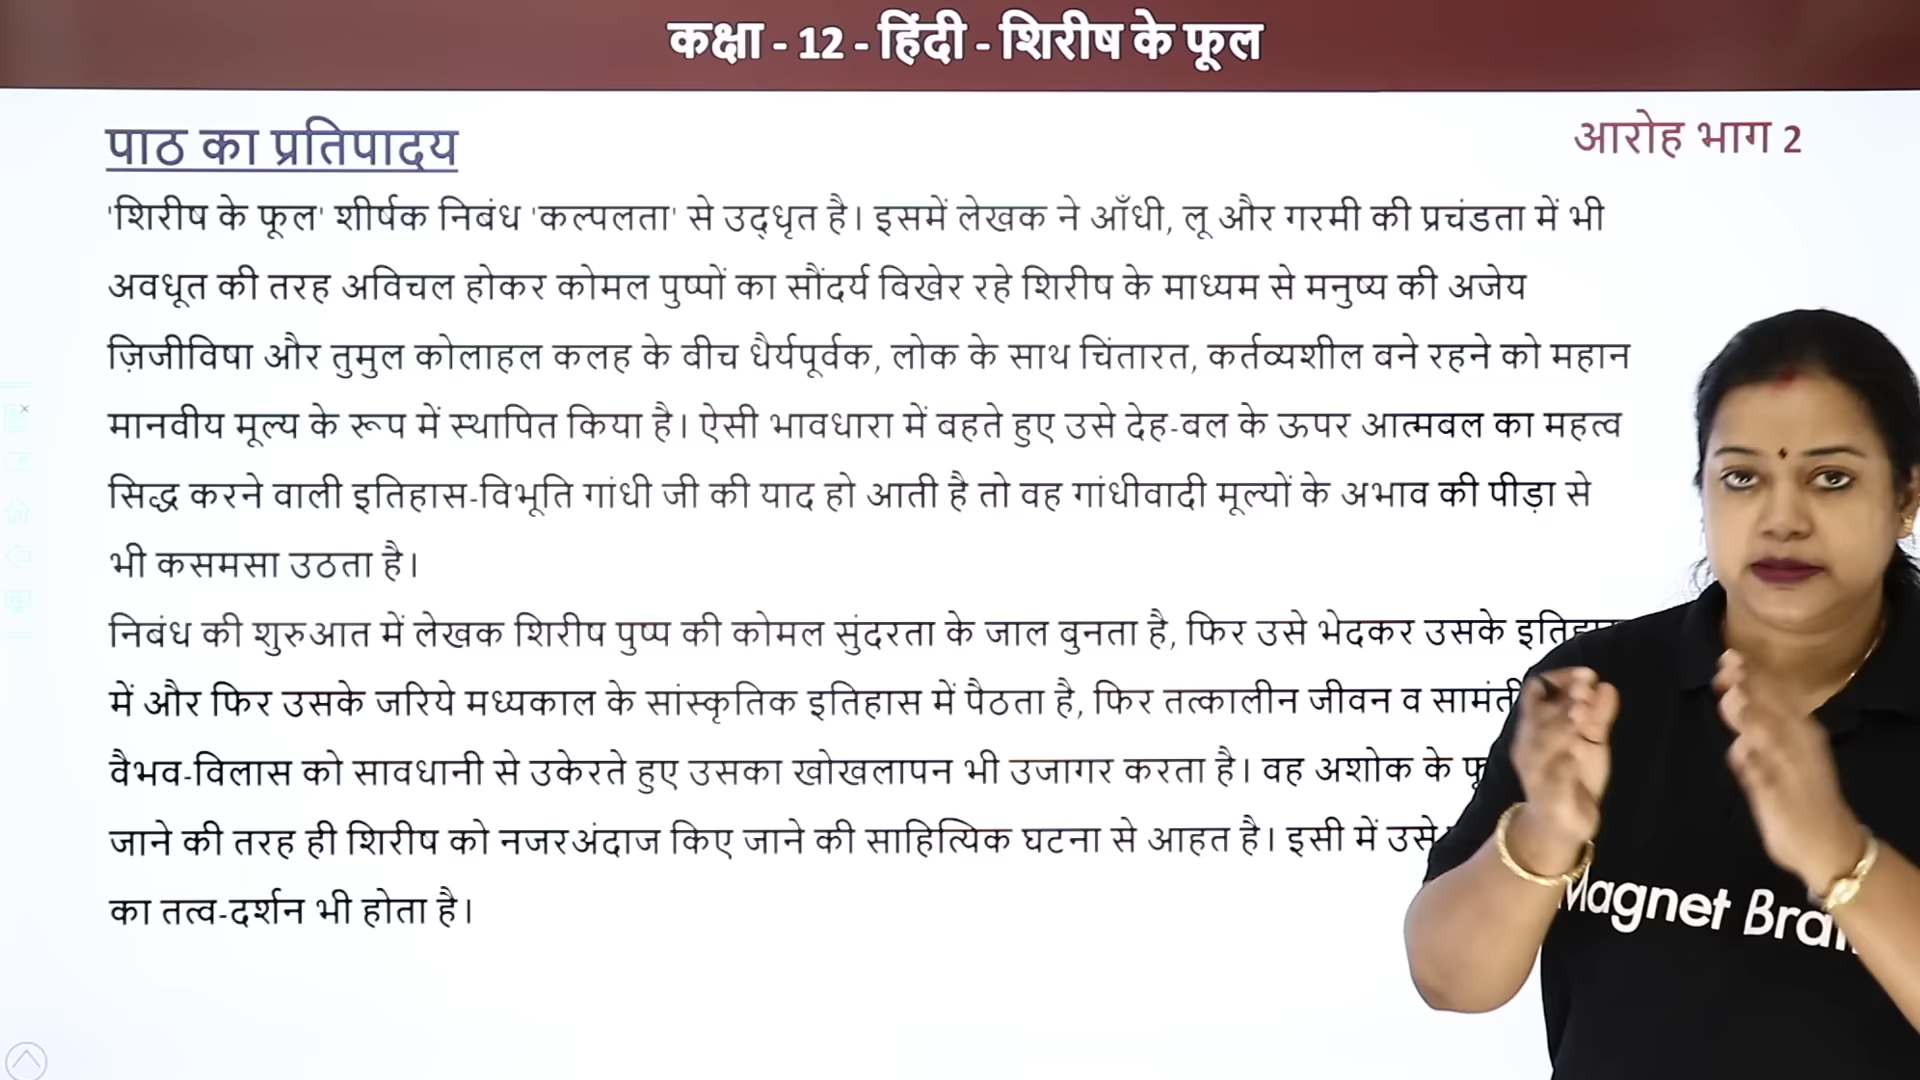 कक्षा - 12 - हिंदी - शिरीष के फूल
पाठ का प्रतिपादय
आरोह भाग 2
'शिरीष के फूल' शीर्षक निबंध 'कल्पलता' से उद्धृत है। इसमें लेखक ने आँधी, लू और गरमी की प्रचंडता में भी
अवधूत की तरह अविचल होकर कोमल पुष्पों का सौंदर्य बिखेर रहे शिरीष के माध्यम से मनुष्य की अजेय
ज़िजीविषा और तुमुल कोलाहल कलह के बीच धैर्यपूर्वक, लोक के साथ चिंतारत, कर्तव्यशील बने रहने को महान
मानवीय मूल्य के रूप में स्थापित किया है। ऐसी भावधारा में बहते हुए उसे देह-बल के ऊपर आत्मबल का महत्व
सिद्ध करने वाली इतिहास-विभूति गांधी जी की याद हो आती है तो वह गांधीवादी मूल्यों के अभाव की पीड़ा से
भी कसमसा उठता है।
निबंध की शुरुआत में लेखक शिरीष पुष्प की कोमल सुंदरता के जाल बुनता है, फिर उसे भेदकर उसके
में और फिर उसके जरिये मध्यकाल के सांस्कृतिक इतिहास में पैठता है, फिर तत्कालीन जीवन व सामंती
वैभव-विलास को सावधानी से उकेरते हुए उसका खोखलापन भी उजागर करता है। वह अशोक के
जाने की तरह ही शिरीष को नजरअंदाज किए जाने की साहित्यिक घटना से आहत है। इसी में उसे
का तत्व-दर्शन भी होता है।
Magnet